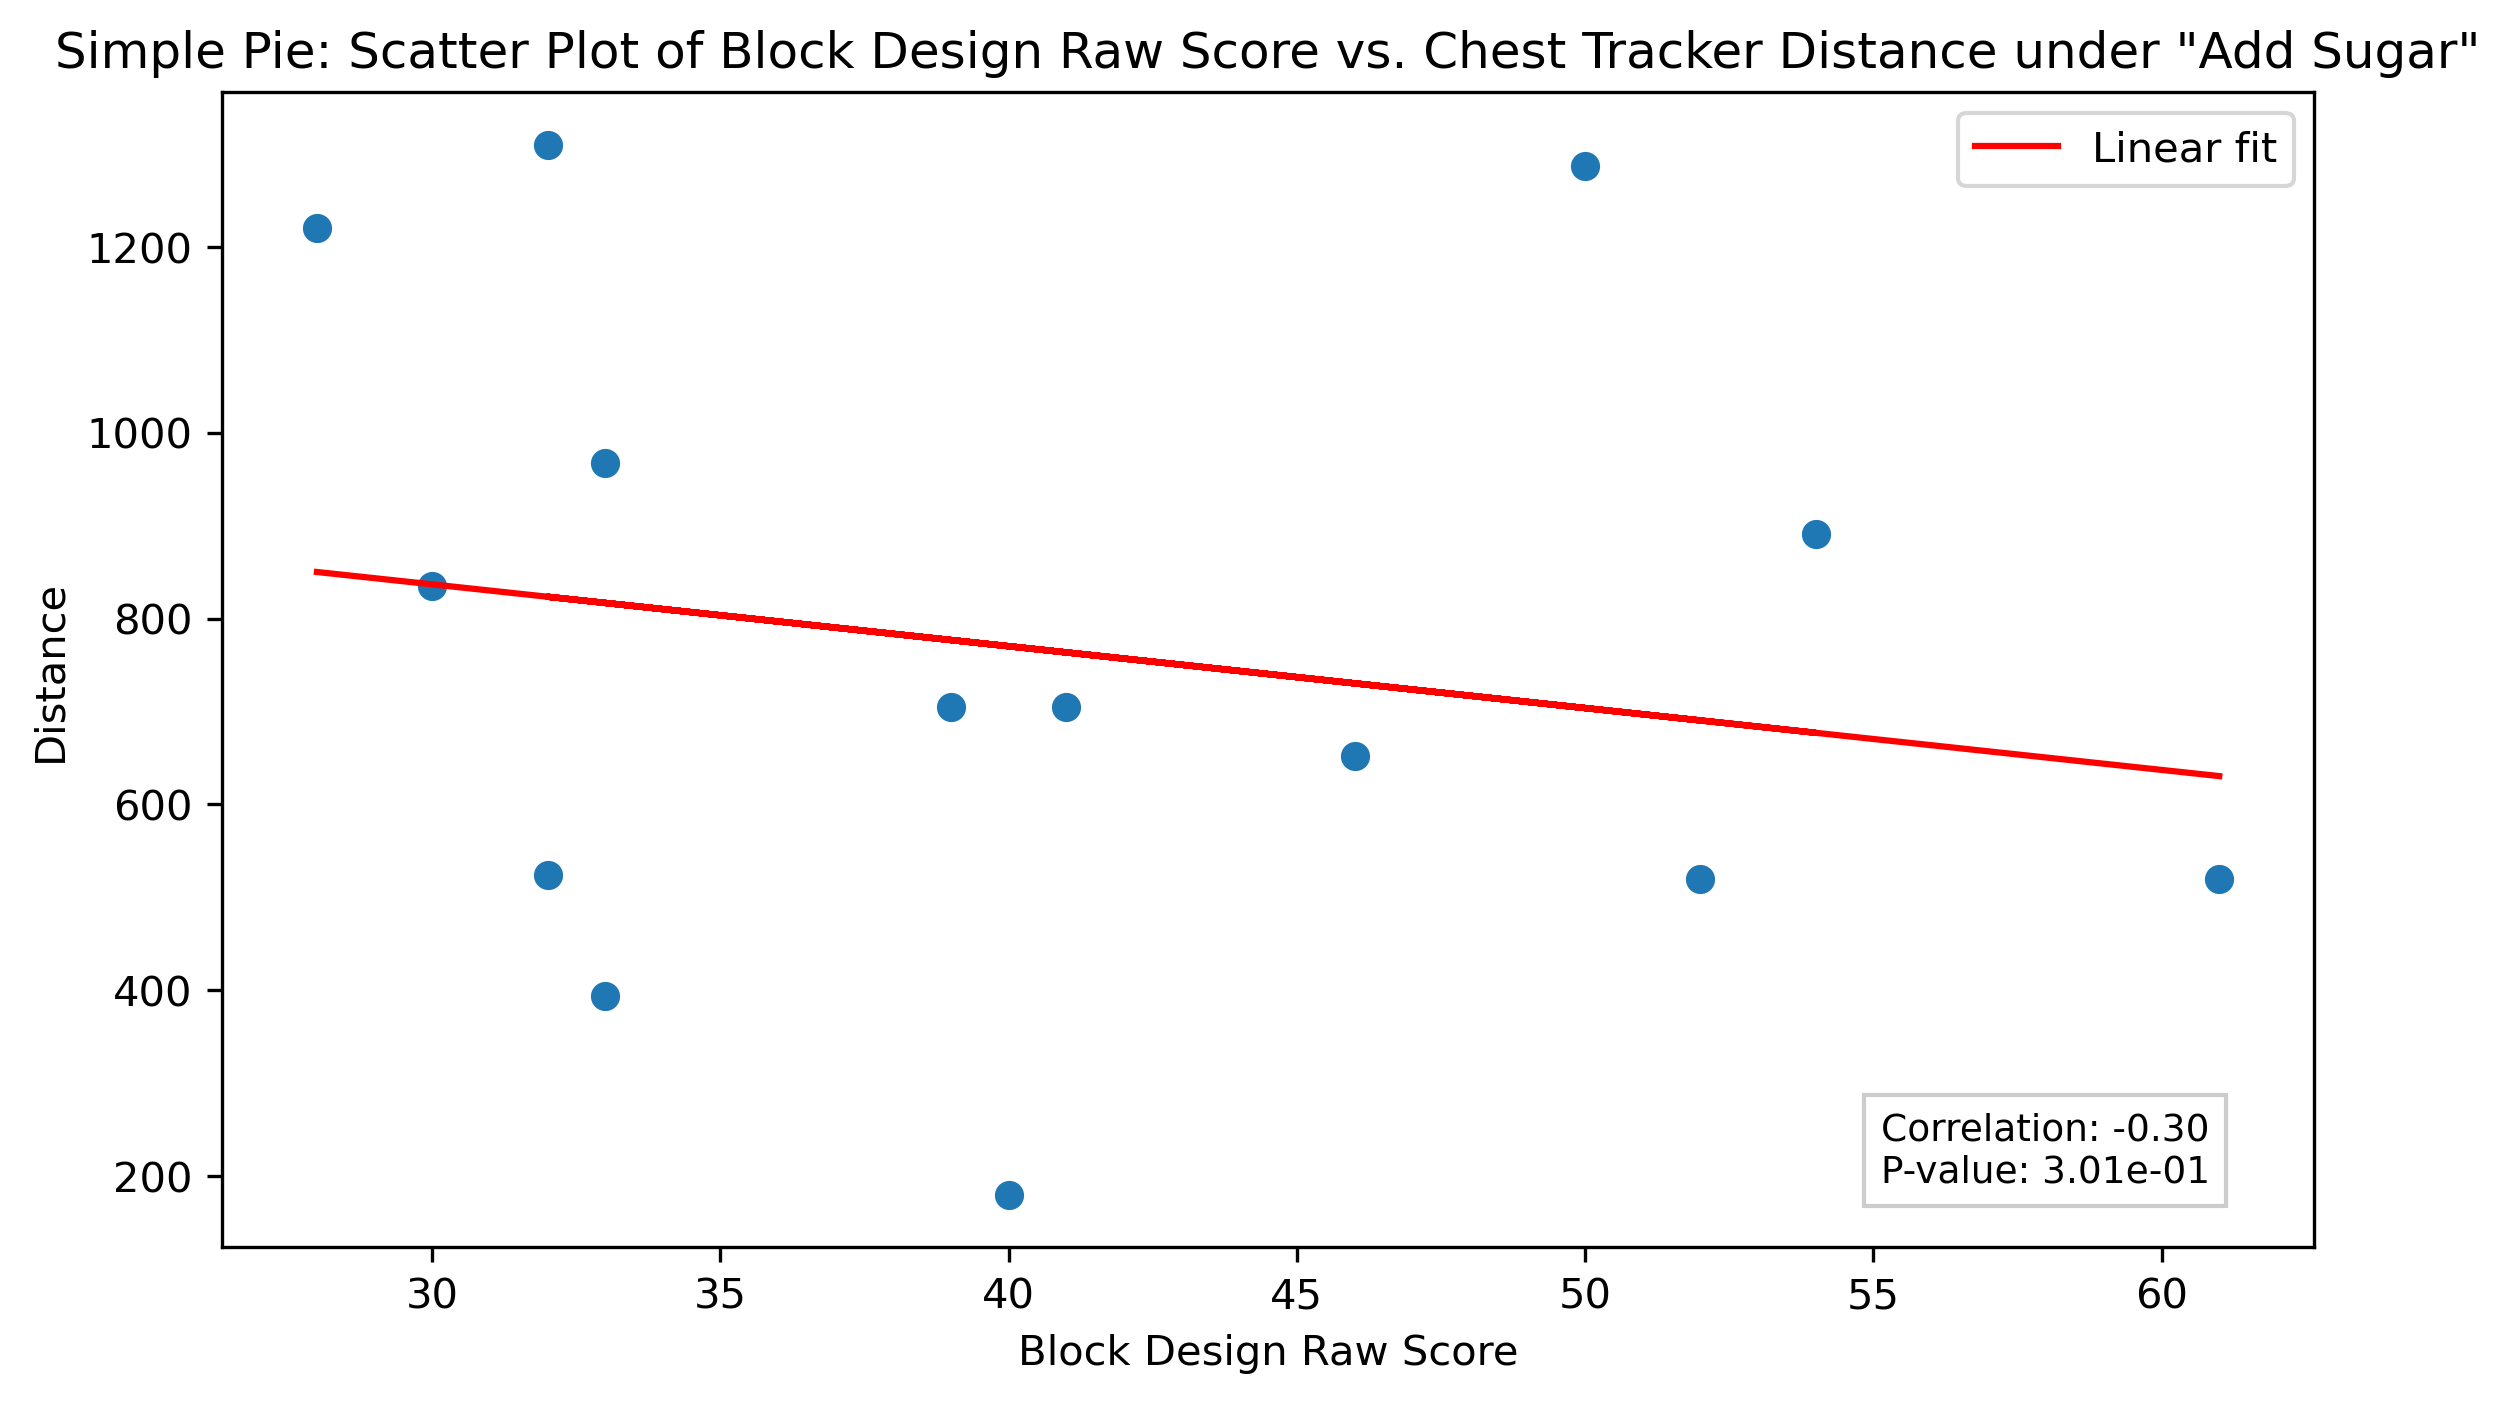 Simple Pie: Scatter Plot of Block Design Raw Score vs. Chest Tracker Distance under "Add Sugar"
Linear fit
1200
1000
800
600
400
200
Distance
Correlation: -0.30
P-value: 3.01e-01
30 35 40 45 50 55 60
Block Design Raw Score